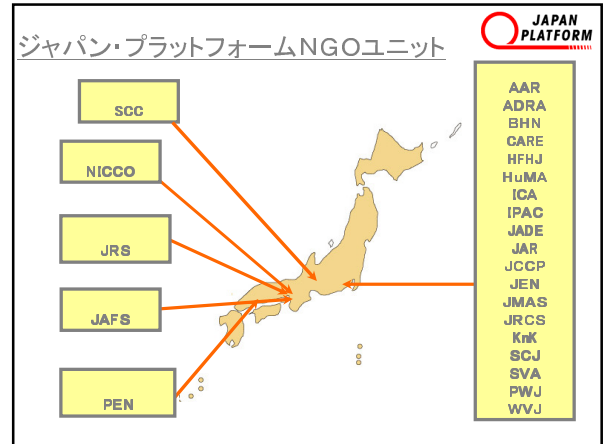 ジャパン・プラットフォームNGOユニット
JAPAN
PLATFORM
SCC
NICCO
JRS
JAFS
PEN
AAR
ADRA
BHN
CARE
HFHJ
HuMA
ICA
IPAC
JADE
JAR
JCCP
JEN
JMAS
JRCS
KnK
SCJ
SVA
PWJ
WVJ